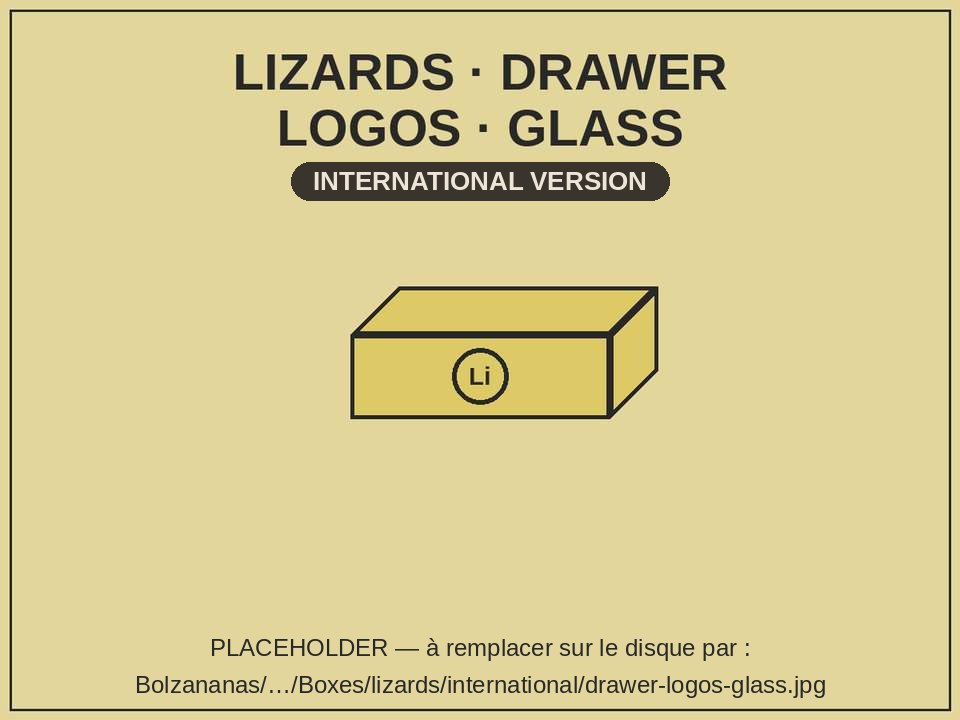 LIZARDS · DRAWER
LOGOS · GLASS
INTERNATIONAL VERSION
Li
PLACEHOLDER — à remplacer sur le disque par :
Bolzananas/…/Boxes/lizards/international/drawer-logos-glass.jpg